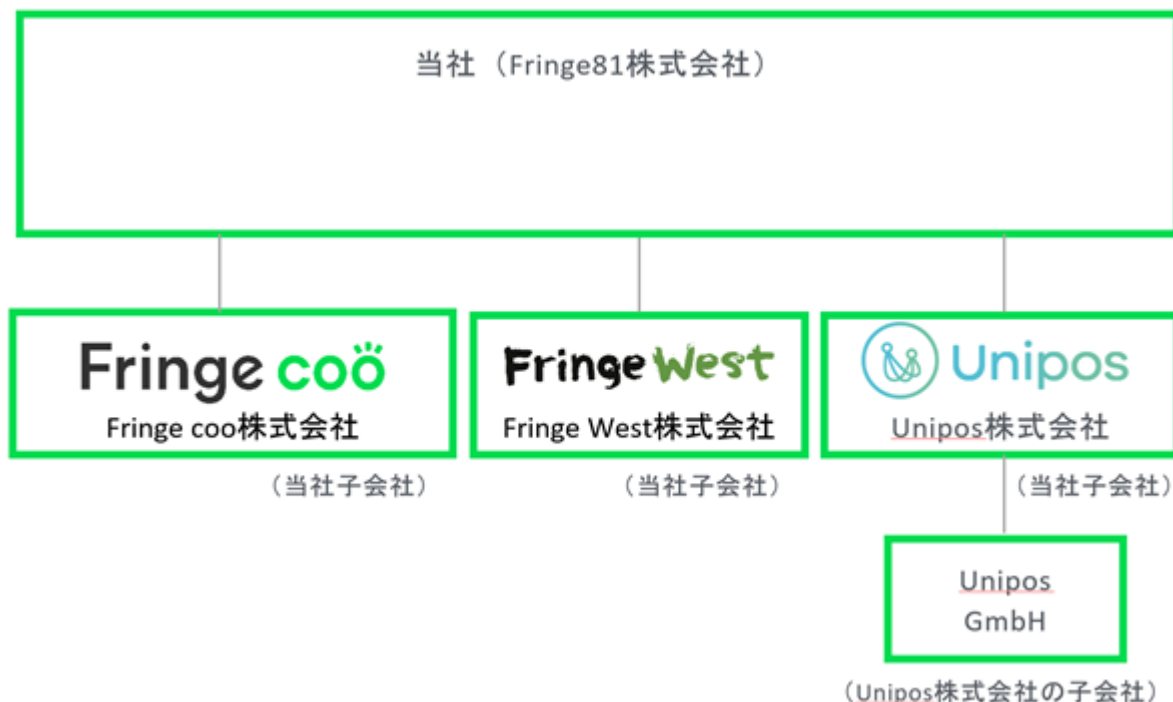 当社（Fringe81株式会社）
Fringe coo
Fringe West
Unipos
Fringe coo株式会社
Fringe West株式会社
Unipos株式会社
（当社子会社）
（当社子会社）
（当社子会社）
Unipos
GmbH
（Unipos株式会社の子会社）